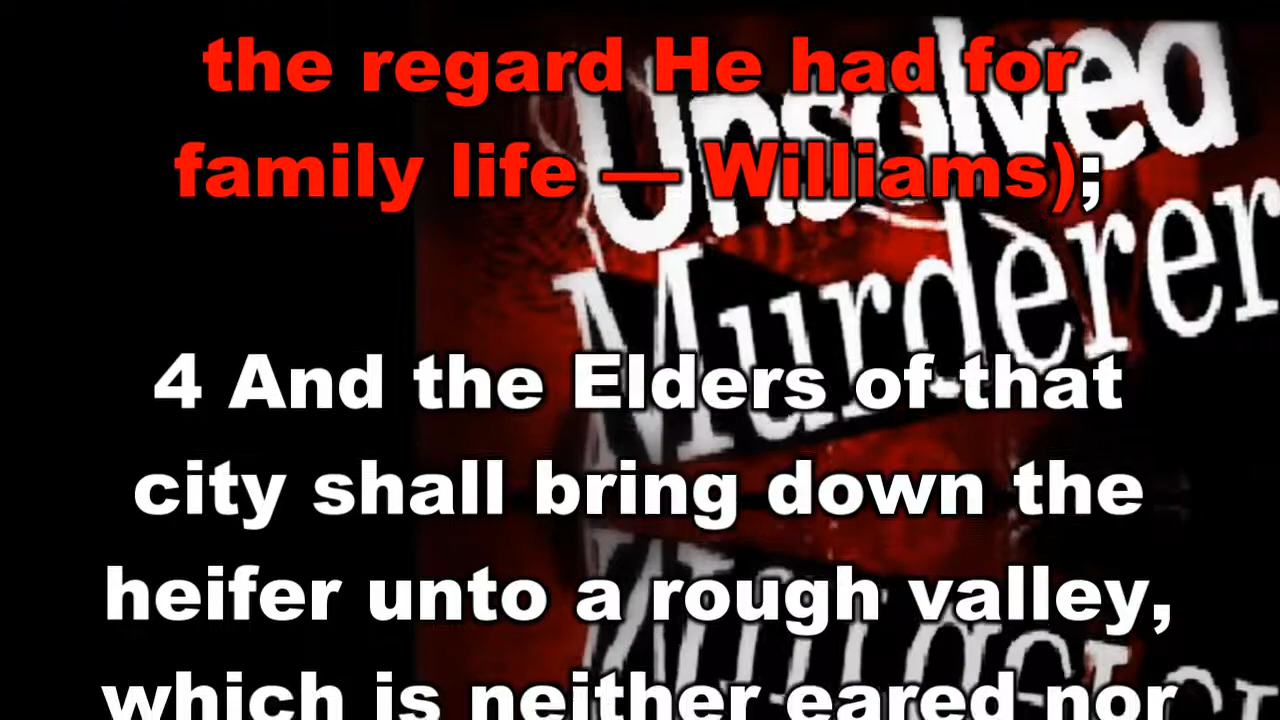 the regard He had for
family life — Williams);
Unsolved
Murder
4 And the Elders of that
city shall bring down the
heifer unto a rough valley,
which is neither eared nor